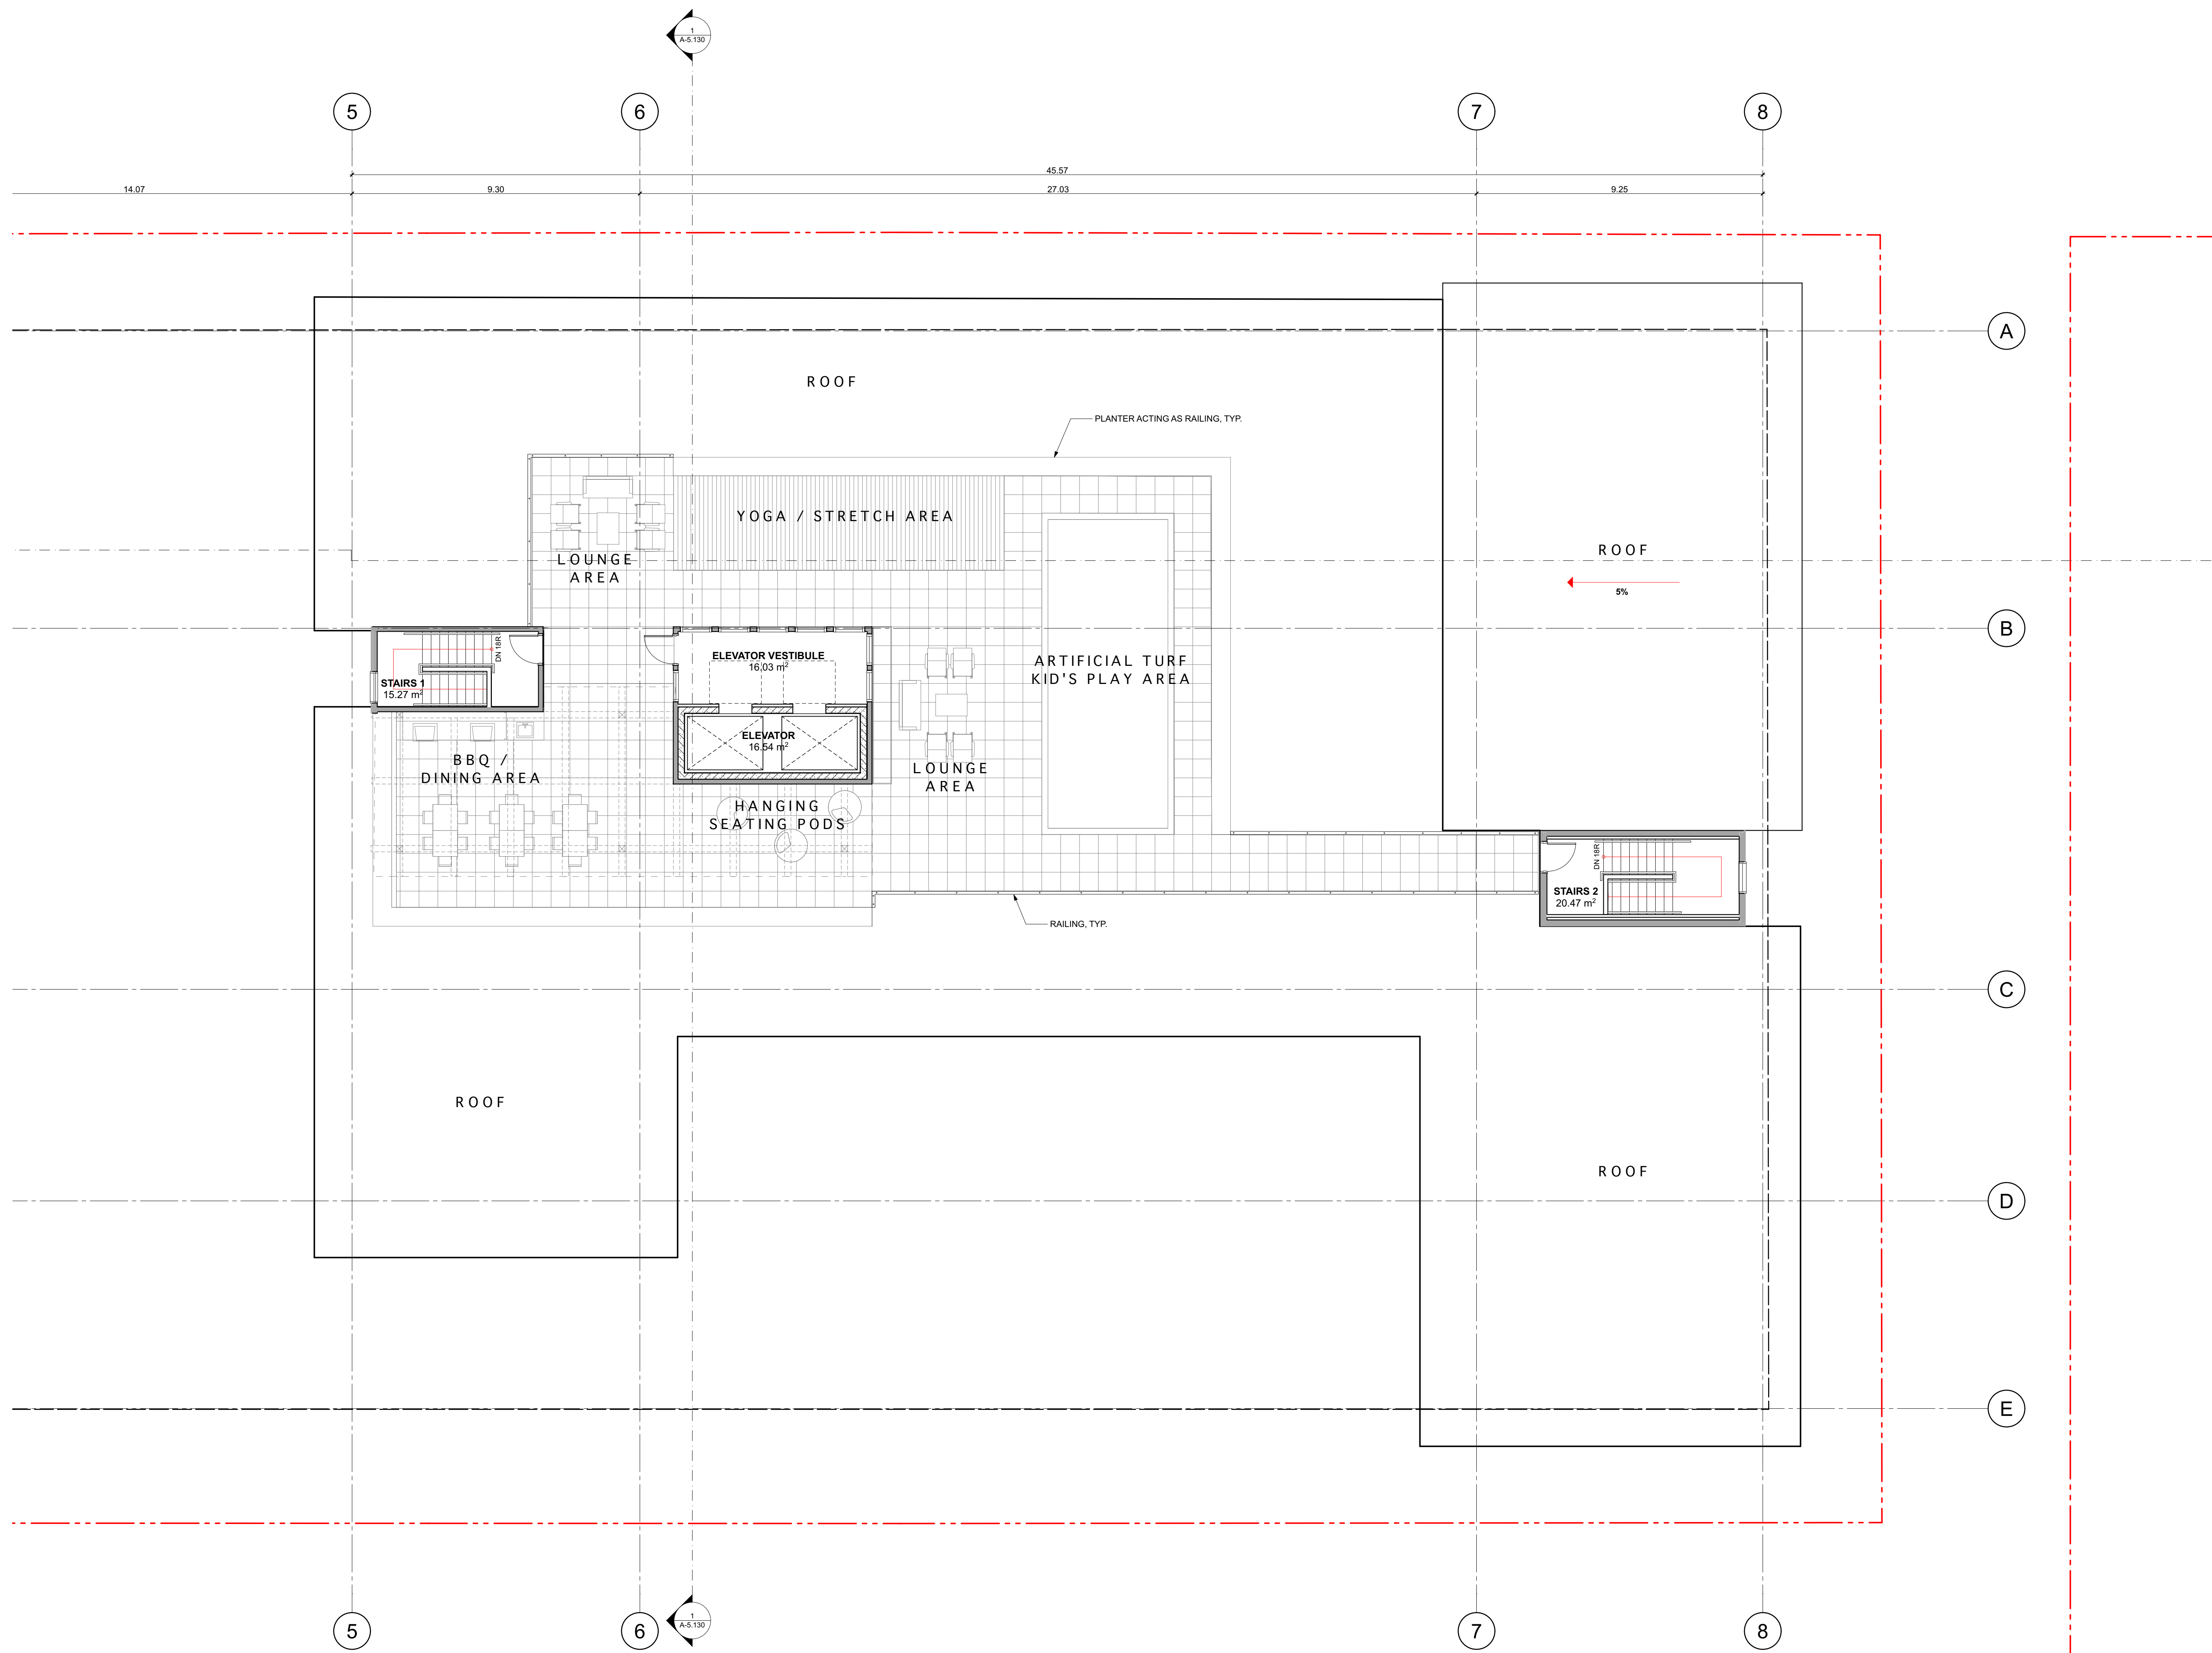 1
A-5.130
5
6
7
8
45.57
14.07
9.30
27.03
9.25
A
ROOF
PLANTER ACTING AS RAILING, TYP.
YOGA / STRETCH AREA
LOUNGE
AREA
ROOF
5%
B
DN 18R
STAIRS 1
15.27 m²
ELEVATOR VESTIBULE
16.03 m²
ARTIFICIAL TURF
KID'S PLAY AREA
ELEVATOR
16.54 m²
BBQ /
DINING AREA
LOUNGE
AREA
HANGING
SEATING PODS
DN 18R
STAIRS 2
20.47 m²
RAILING, TYP.
C
ROOF
ROOF
D
E
1
A-5.130
5
6
7
8